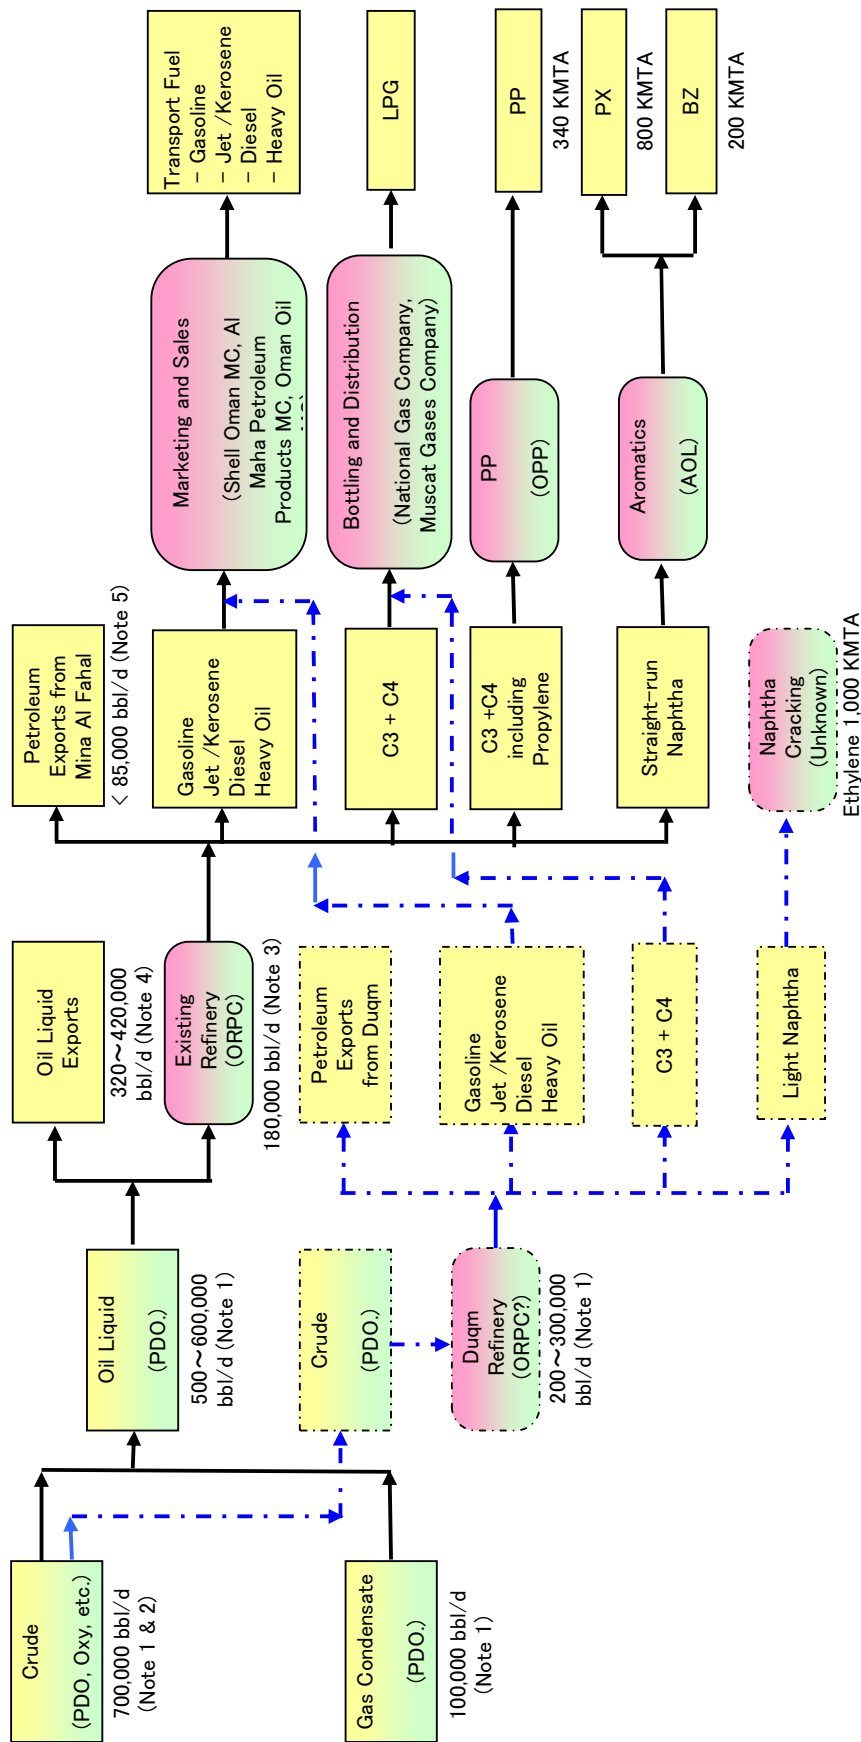 Crude
(PDO, Oxy, etc.)
700,000 bbl/d
(Note 1 & 2)
Gas Condensate
(PDO.)
100,000 bbl/d
(Note 1)
Oil Liquid
(PDO.)
500～600,000
bbl/d (Note 1)
Crude
(PDO.)
Duqm
Refinery
(ORPC?)
200～300,000
bbl/d (Note 1)
Oil Liquid
Exports
320～420,000
bbl/d (Note 4)
Existing
Refinery
(ORPC)
180,000 bbl/d (Note 3)
Petroleum
Exports
from Duqm
Gasoline
Jet /Kerosene
Diesel
Heavy Oil
C3 + C4
Light Naphtha
Petroleum
Exports from
Mina Al Fahal
< 85,000 bbl/d (Note 5)
Gasoline
Jet /Kerosene
Diesel
Heavy Oil
C3 + C4
C3 +C4
including
Propylene
Straight-run
Naphtha
Naphtha
Cracking
(Unknown)
Ethylene 1,000 KMTA
Marketing and Sales
(Shell Oman MC, Al
Maha Petroleum
Products MC, Oman Oil
Bottling and Distribution
(National Gas Company,
Muscat Gases Company)
PP
(OPP)
Aromatics
(AOL)
Transport Fuel
- Gasoline
- Jet /Kerosene
- Diesel
- Heavy Oil
LPG
PP
340 KMTA
PX
800 KMTA
BZ
200 KMTA